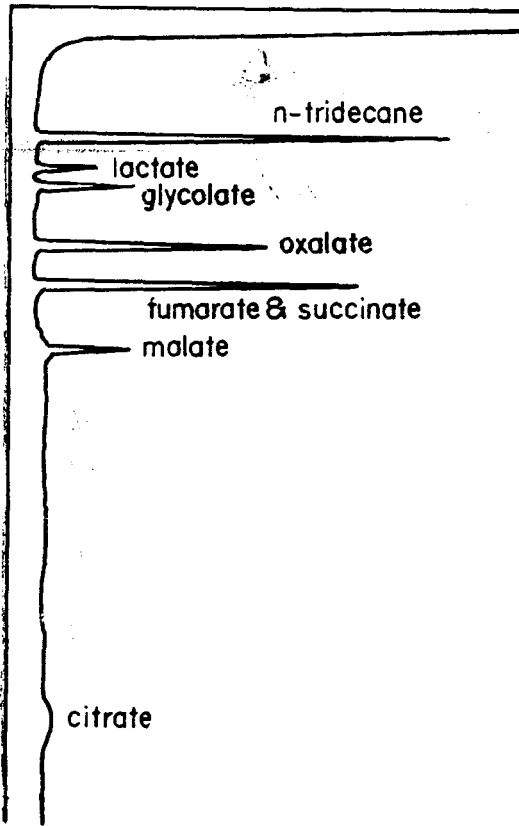 n-tridecane
lactate
glycolate
oxalate
fumarate & succinate
malate
citrate